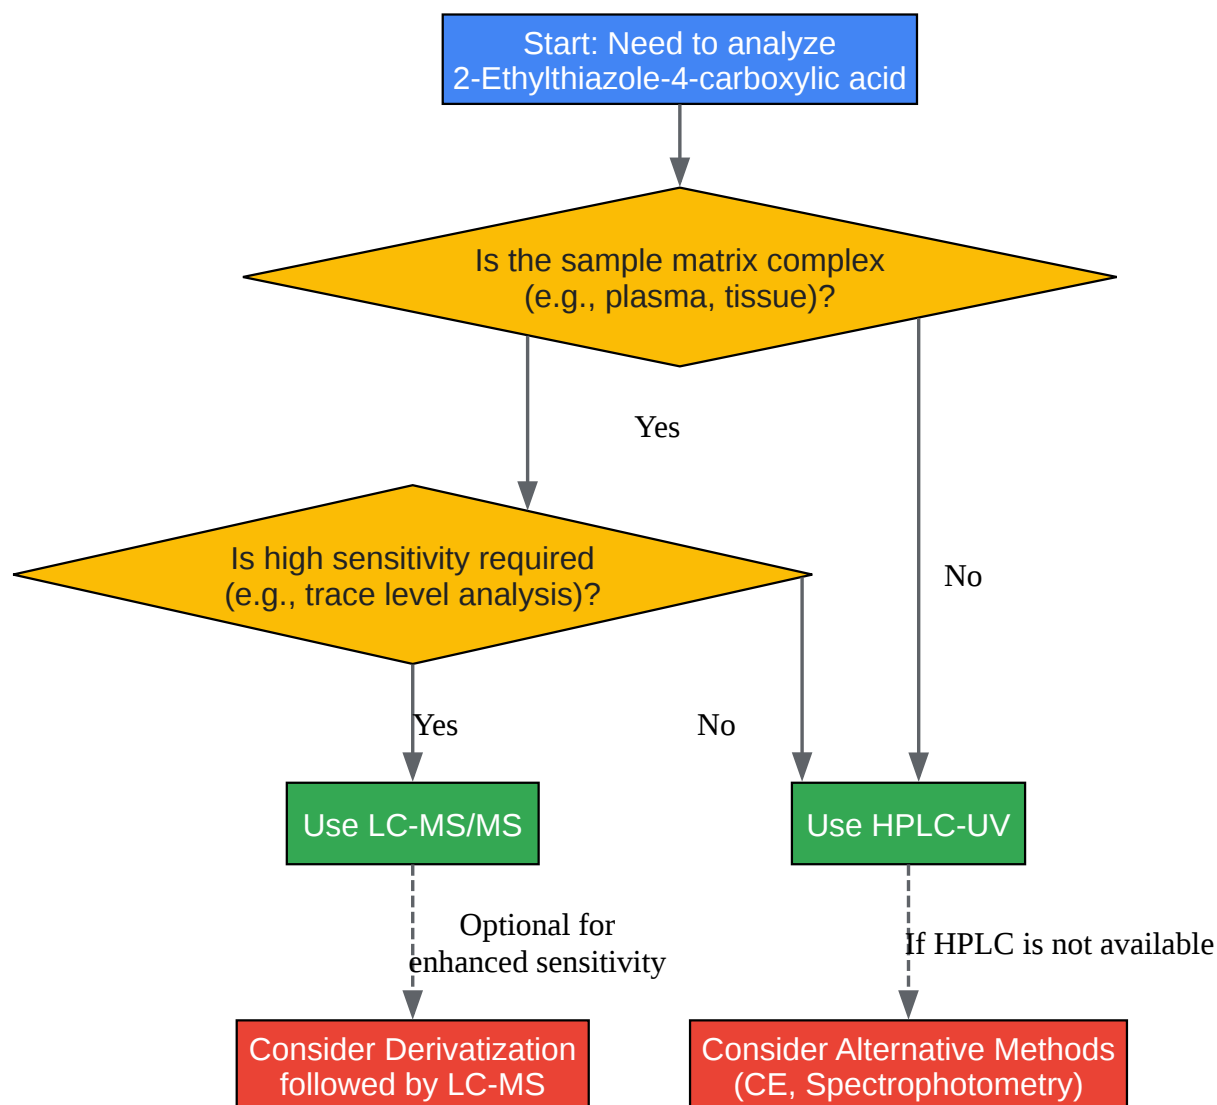 Start: Need to analyze
2-Ethylthiazole-4-carboxylic acid
Is the sample matrix complex
(e.g., plasma, tissue)?
Yes
Is high sensitivity required
(e.g., trace level analysis)?
No
Yes
No
Use LC-MS/MS
Use HPLC-UV
Optional for
enhanced sensitivity
If HPLC is not available
Consider Derivatization
followed by LC-MS
Consider Alternative Methods
(CE, Spectrophotometry)